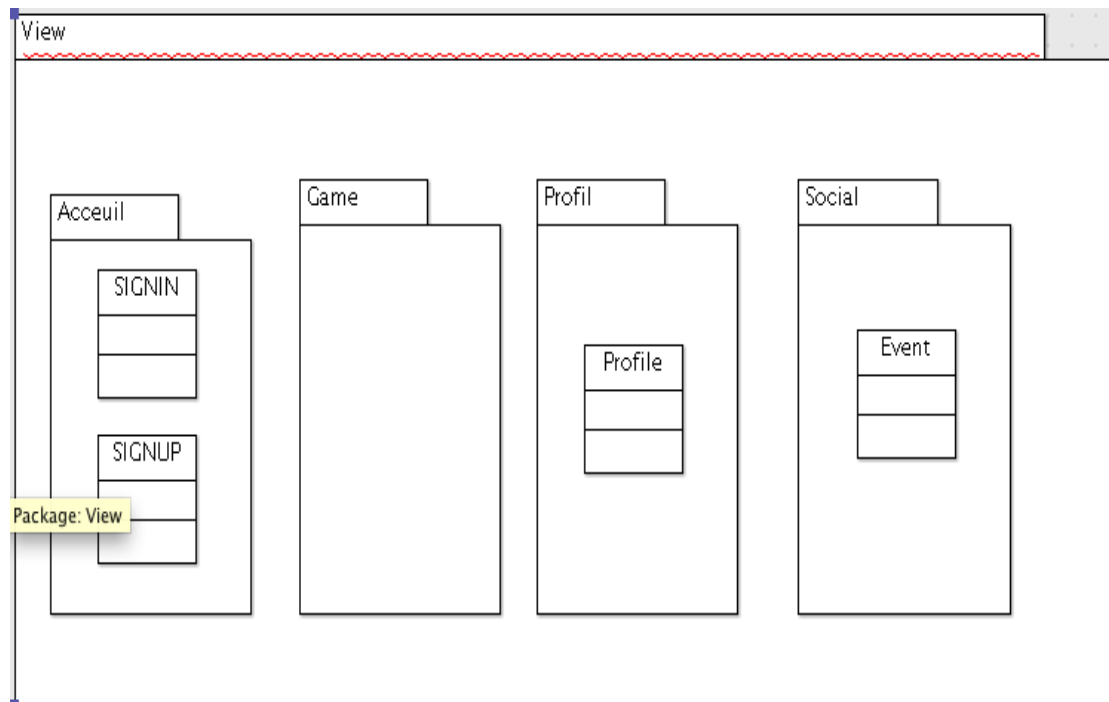 View
Acceuil
SIGNIN
SIGNUP
Package: View
Game
Profil
Profile
Social
Event